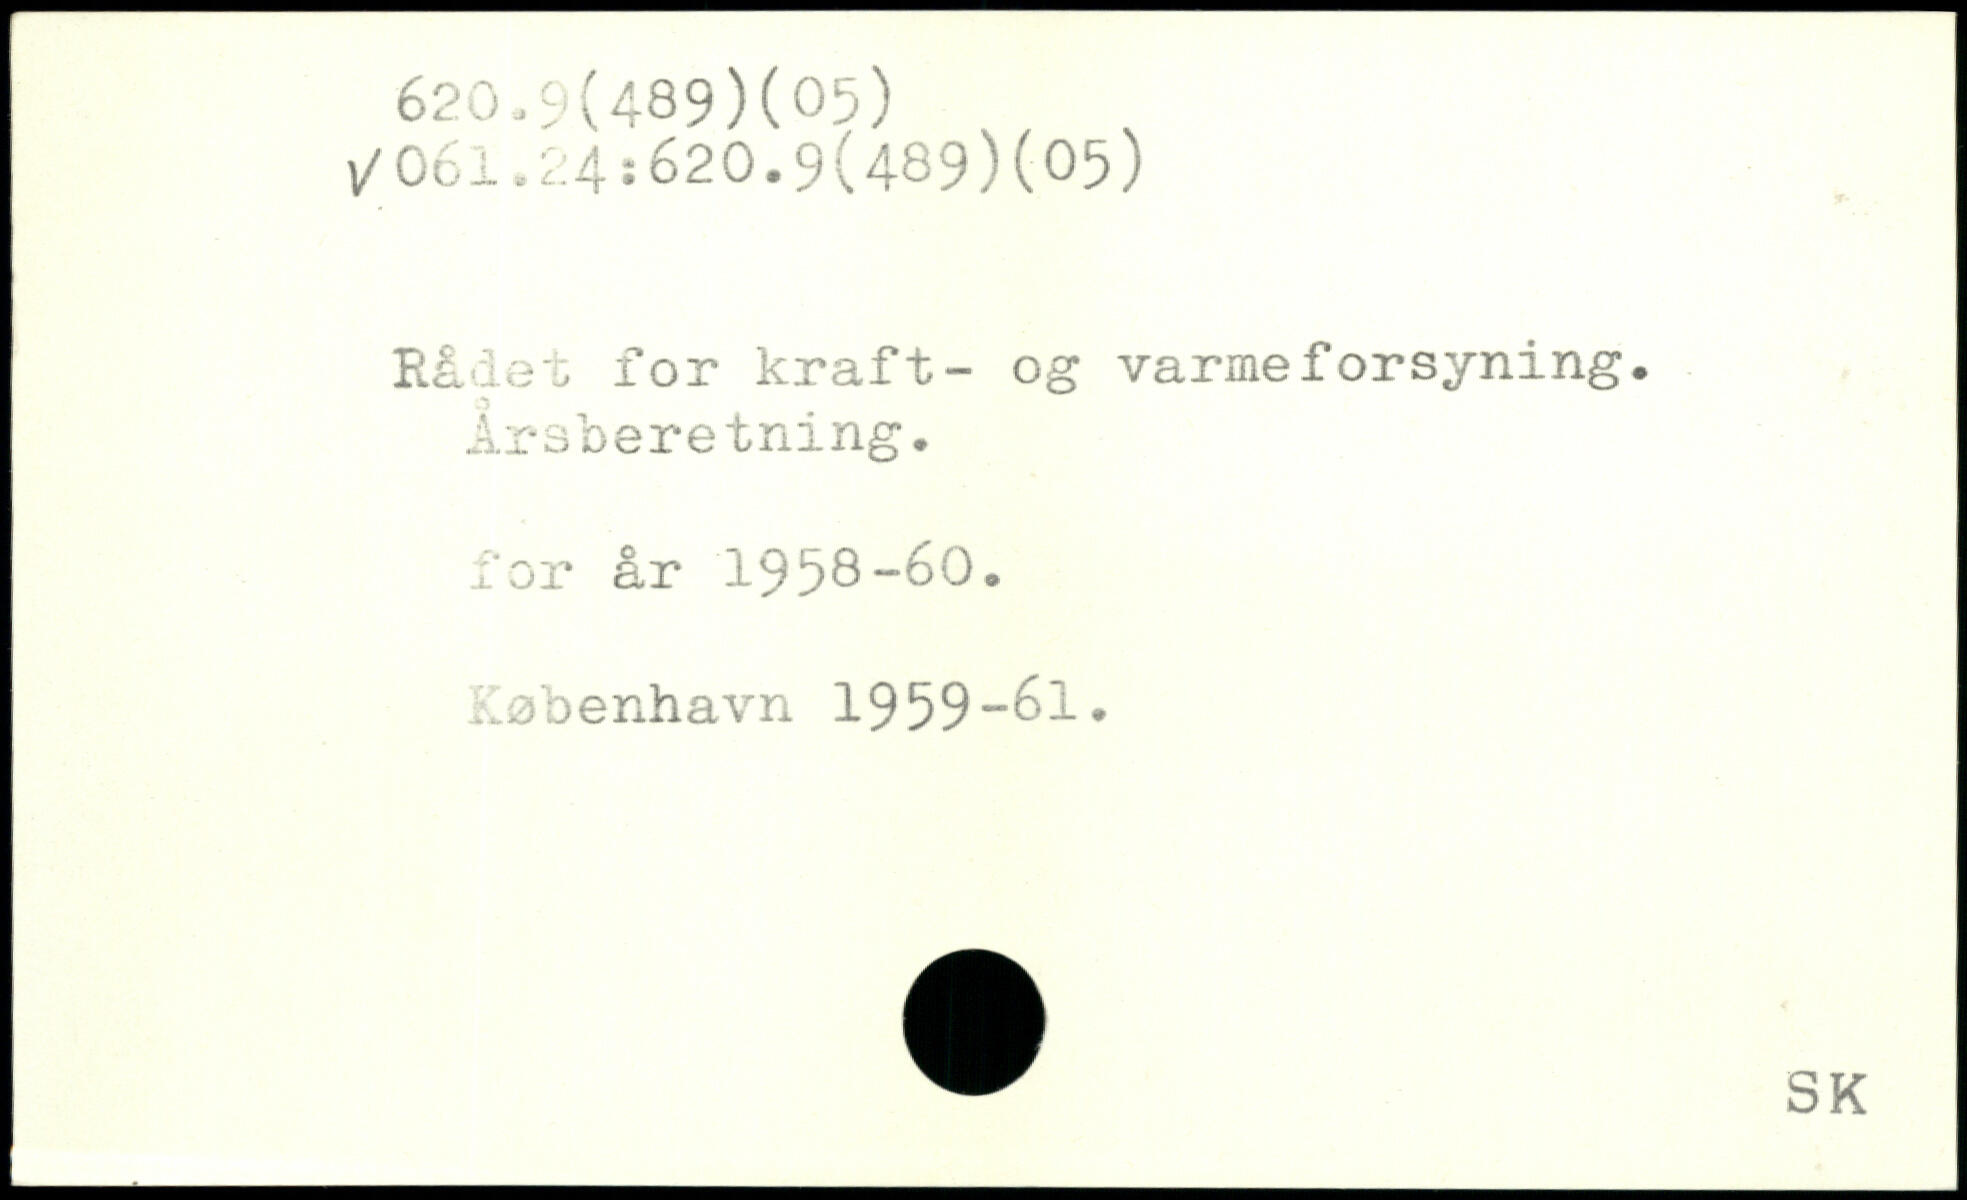 620.9(489)(05)
√061.24:620.9(489)(05)
Rådet for kraft- og varmeforsyning.
Årsberetning.
for år 1958-60.
København 1959-61.
SK